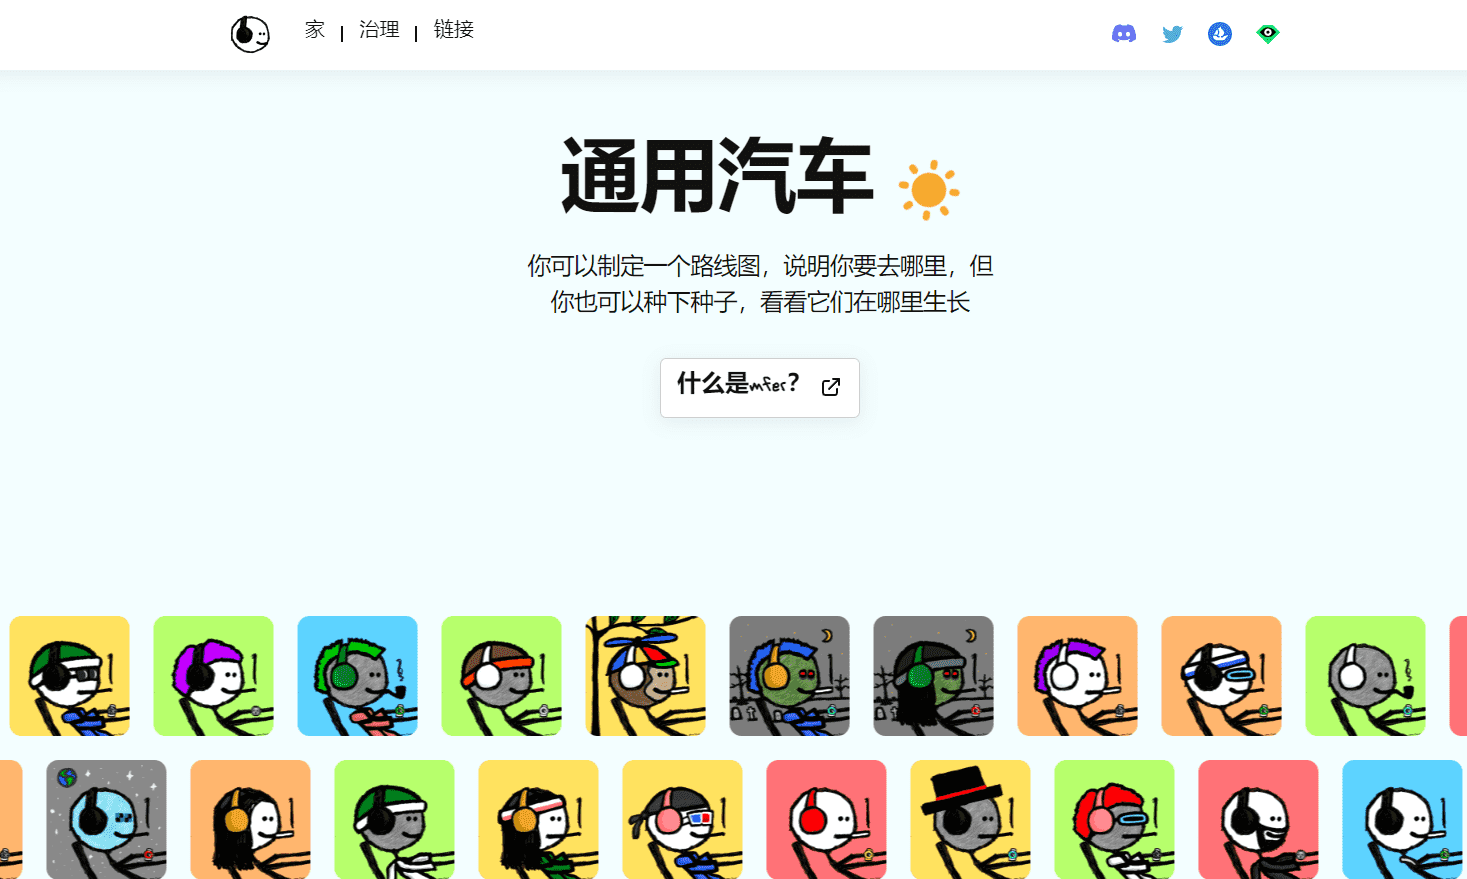 家 | 治理 | 链接
通用汽车
你可以制定一个路线图，说明你要去哪里，但
你也可以种下种子，看看它们在哪里生长
什么是mfer？